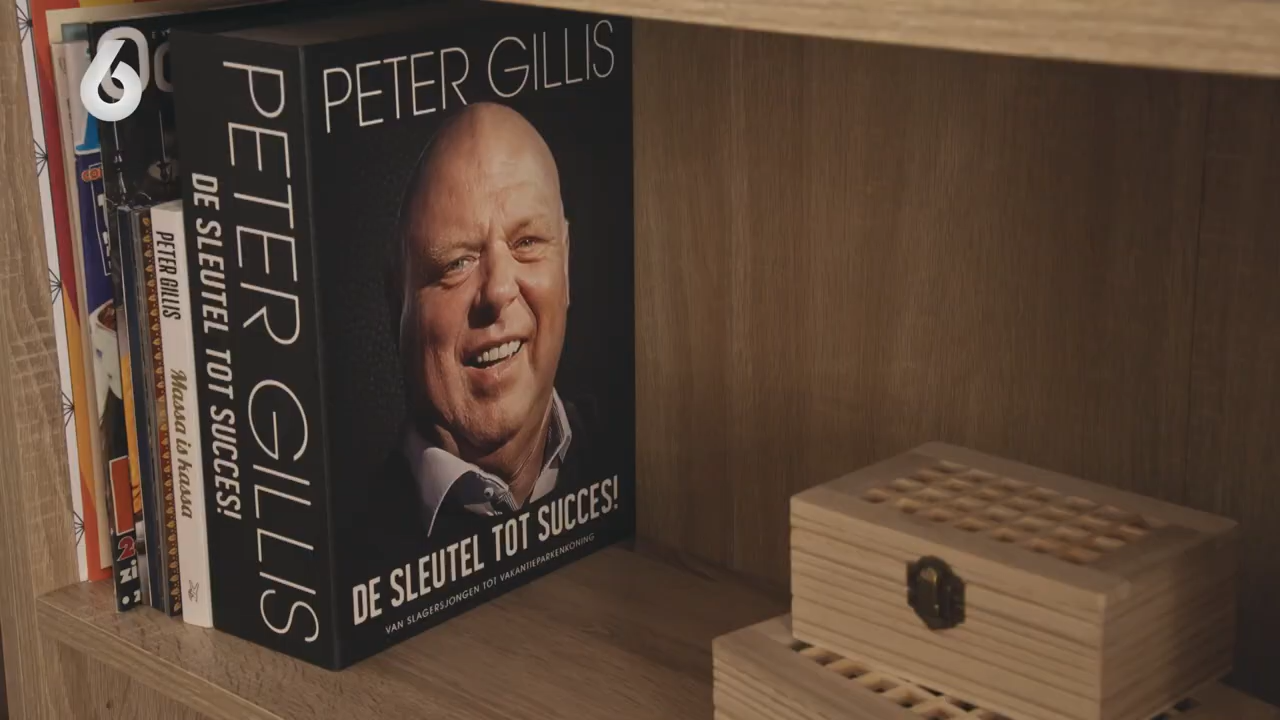 6
PETER GILLIS
DE SLEUTEL TOT SUCCES!
VAN SLAGERSJONGEN TOT VAKANTIEPARKENKONING
PETER GILLIS
DE SLEUTEL TOT SUCCES!
PETER GILLIS
Massa is kassa